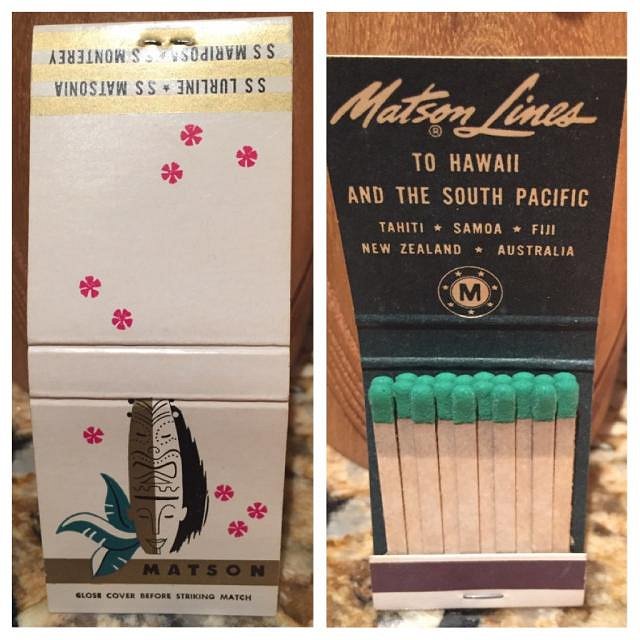 SS MARIPOSA ★ SS MONTEREY
SS LURLINE ★ SS MATSONIA
MATSON
CLOSE COVER BEFORE STRIKING MATCH
Matson Lines
®
TO HAWAII
AND THE SOUTH PACIFIC
TAHITI ★ SAMOA ★ FIJI
NEW ZEALAND ★ AUSTRALIA
M